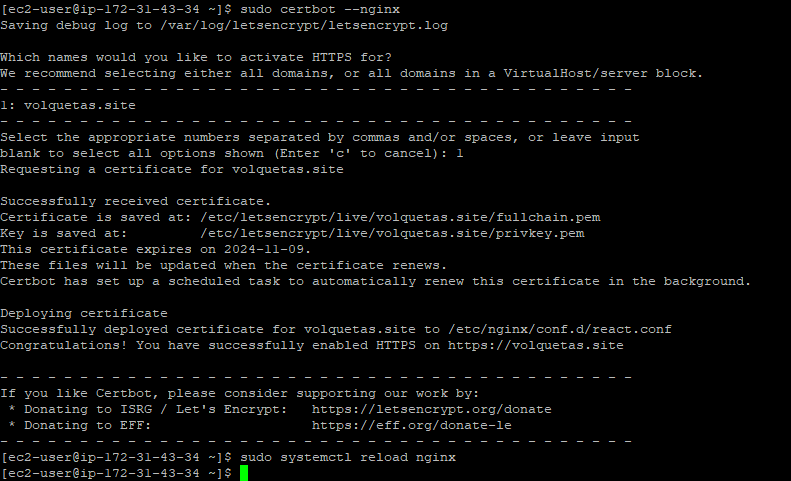 [ec2-user@ip-172-31-43-34 ~]$ sudo certbot --nginx
Saving debug log to /var/log/letsencrypt/letsencrypt.log

Which names would you like to activate HTTPS for?
We recommend selecting either all domains, or all domains in a VirtualHost/server block.
- - - - - - - - - - - - - - - - - - - - - - - - - - - - - - - - - - - - - - - -
1: volquetas.site
- - - - - - - - - - - - - - - - - - - - - - - - - - - - - - - - - - - - - - - -
Select the appropriate numbers separated by commas and/or spaces, or leave input
blank to select all options shown (Enter 'c' to cancel): 1
Requesting a certificate for volquetas.site

Successfully received certificate.
Certificate is saved at: /etc/letsencrypt/live/volquetas.site/fullchain.pem
Key is saved at:         /etc/letsencrypt/live/volquetas.site/privkey.pem
This certificate expires on 2024-11-09.
These files will be updated when the certificate renews.
Certbot has set up a scheduled task to automatically renew this certificate in the background.

Deploying certificate
Successfully deployed certificate for volquetas.site to /etc/nginx/conf.d/react.conf
Congratulations! You have successfully enabled HTTPS on https://volquetas.site

- - - - - - - - - - - - - - - - - - - - - - - - - - - - - - - - - - - - - - - -
If you like Certbot, please consider supporting our work by:
 * Donating to ISRG / Let's Encrypt:   https://letsencrypt.org/donate
 * Donating to EFF:                    https://eff.org/donate-le
- - - - - - - - - - - - - - - - - - - - - - - - - - - - - - - - - - - - - - - -
[ec2-user@ip-172-31-43-34 ~]$ sudo systemctl reload nginx
[ec2-user@ip-172-31-43-34 ~]$